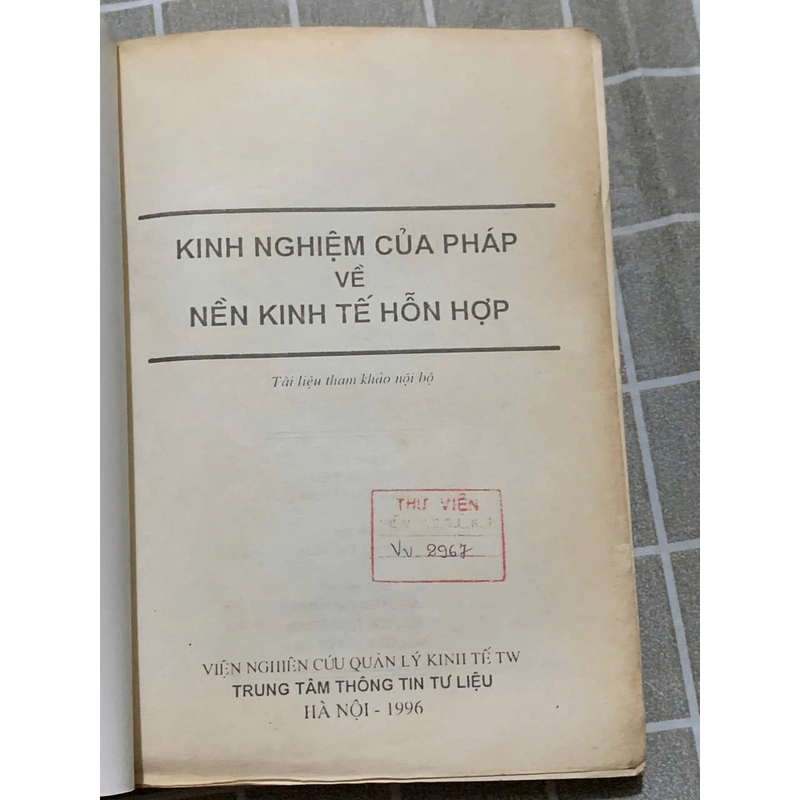 KINH NGHIỆM CỦA PHÁP
VỀ
NỀN KINH TẾ HỖN HỢP
Tài liệu tham khảo nội bộ
THƯ VIỆN
Vv 2967
VIỆN NGHIÊN CỨU QUẢN LÝ KINH TẾ TW
TRUNG TÂM THÔNG TIN TƯ LIỆU
HÀ NỘI - 1996